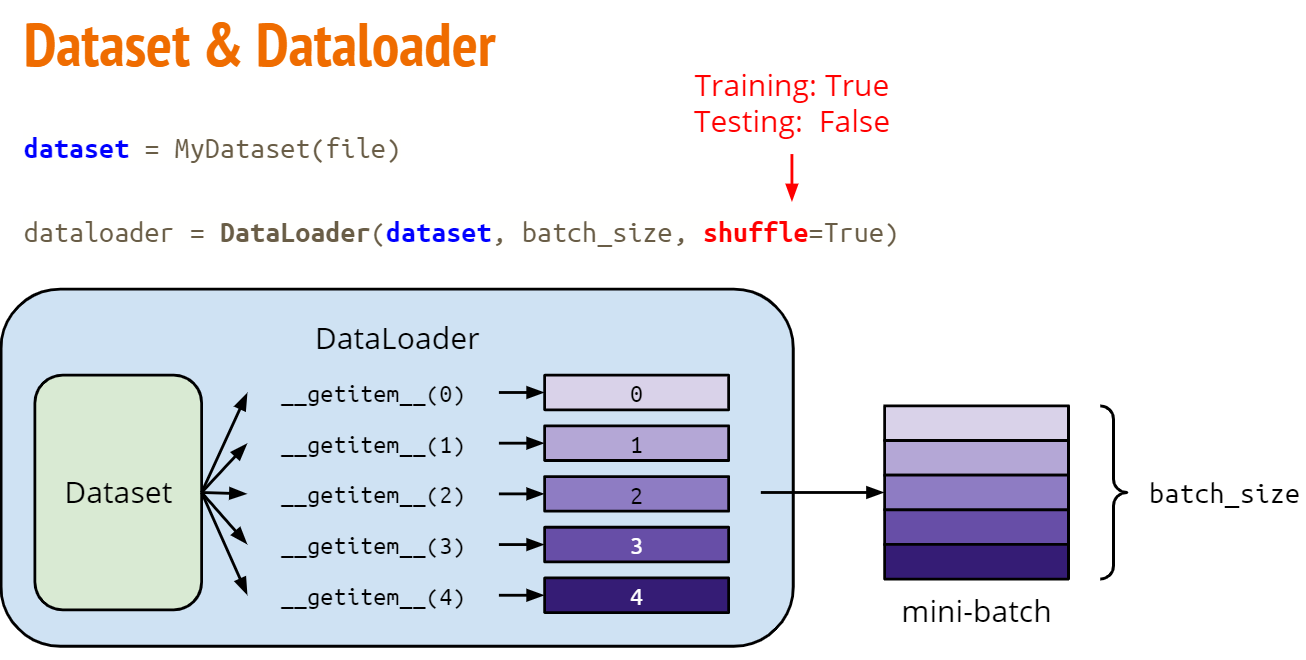 Dataset & Dataloader
Training: True
Testing: False
dataset = MyDataset(file)
dataloader = DataLoader(dataset, batch_size, shuffle=True)
DataLoader
Dataset
__getitem__(0)
0
__getitem__(1)
1
__getitem__(2)
2
__getitem__(3)
3
__getitem__(4)
4
batch_size
mini-batch